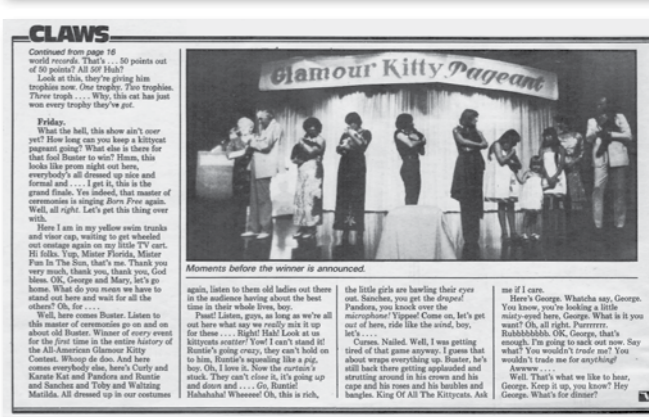 CLAWS
Continued from page 16
world records. That's . . . 50 points out
of 50 points? All 50! Huh?
Look at this, they're giving him
trophies now. One trophy. Two trophies.
Three troph . . . . Why, this cat has just
won every trophy they've got.
Friday.
What the hell, this show ain't over
yet? How long can you keep a kittycat
pageant going? What else is there for
that fool Buster to win? Hmm, this
looks like prom night out here,
everybody's all dressed up nice and
formal and . . . . I get it, this is the
grand finale. Yes indeed, that master of
ceremonies is singing Born Free again.
Well, all right. Let's get this thing over
with.
Here I am in my yellow swim trunks
and visor cap, waiting to get wheeled
out onstage again on my little TV cart.
Hi folks. Yup, Mister Florida, Mister
Fun In The Sun, that's me. Thank you
very much, thank you, thank you, God
bless. OK, George and Mary, let's go
home. What do you mean we have to
stand out here and wait for all the
others? Oh, for . . . .
Well, here comes Buster. Listen to
this master of ceremonies go on and on
about old Buster. Winner of every event
for the first time in the entire history of
the All-American Glamour Kitty
Contest. Whoop de doo. And here
comes everybody else, here's Curly and
Karate Kat and Pandora and Runtie
and Sanchez and Toby and Waltzing
Matilda. All dressed up in our costumes
Glamour Kitty Pageant
Moments before the winner is announced.
again, listen to them old ladies out there
in the audience having about the best
time in their whole lives, boy.
Pssst! Listen, guys, as long as we're all
out here what say we really mix it up
for these . . . . Right! Hah! Look at us
kittycats scatter! Yow! I can't stand it!
Runtie's going crazy, they can't hold on
to him, Runtie's squealing like a pig,
boy. Oh, I love it. Now the curtain's
stuck. They can't close it, it's going up
and down and . . . . Go, Runtie!
Hahahaha! Wheeeee! Oh, this is rich,
the little girls are bawling their eyes
out. Sanchez, you get the drapes!
Pandora, you knock over the
microphone! Yippee! Come on, let's get
out of here, ride like the wind, boy,
let's . . . .
Curses. Nailed. Well, I was getting
tired of that game anyway. I guess that
about wraps everything up. Buster, he's
still back there getting applauded and
strutting around in his crown and his
cape and his roses and his baubles and
bangles. King Of All The Kittycats. Ask
me if I care.
Here's George. Whatcha say, George.
You know, you're looking a little
misty-eyed here, George. What is it you
want? Oh, all right. Purrrrrrr.
Rubbbbbbbb. OK, George, that's
enough. I'm going to sack out now. Say
what? You wouldn't trade me? You
wouldn't trade me for anything!
Awwww . . . .
Well. That's what we like to hear,
George. Keep it up, you know? Hey
George. What's for dinner?